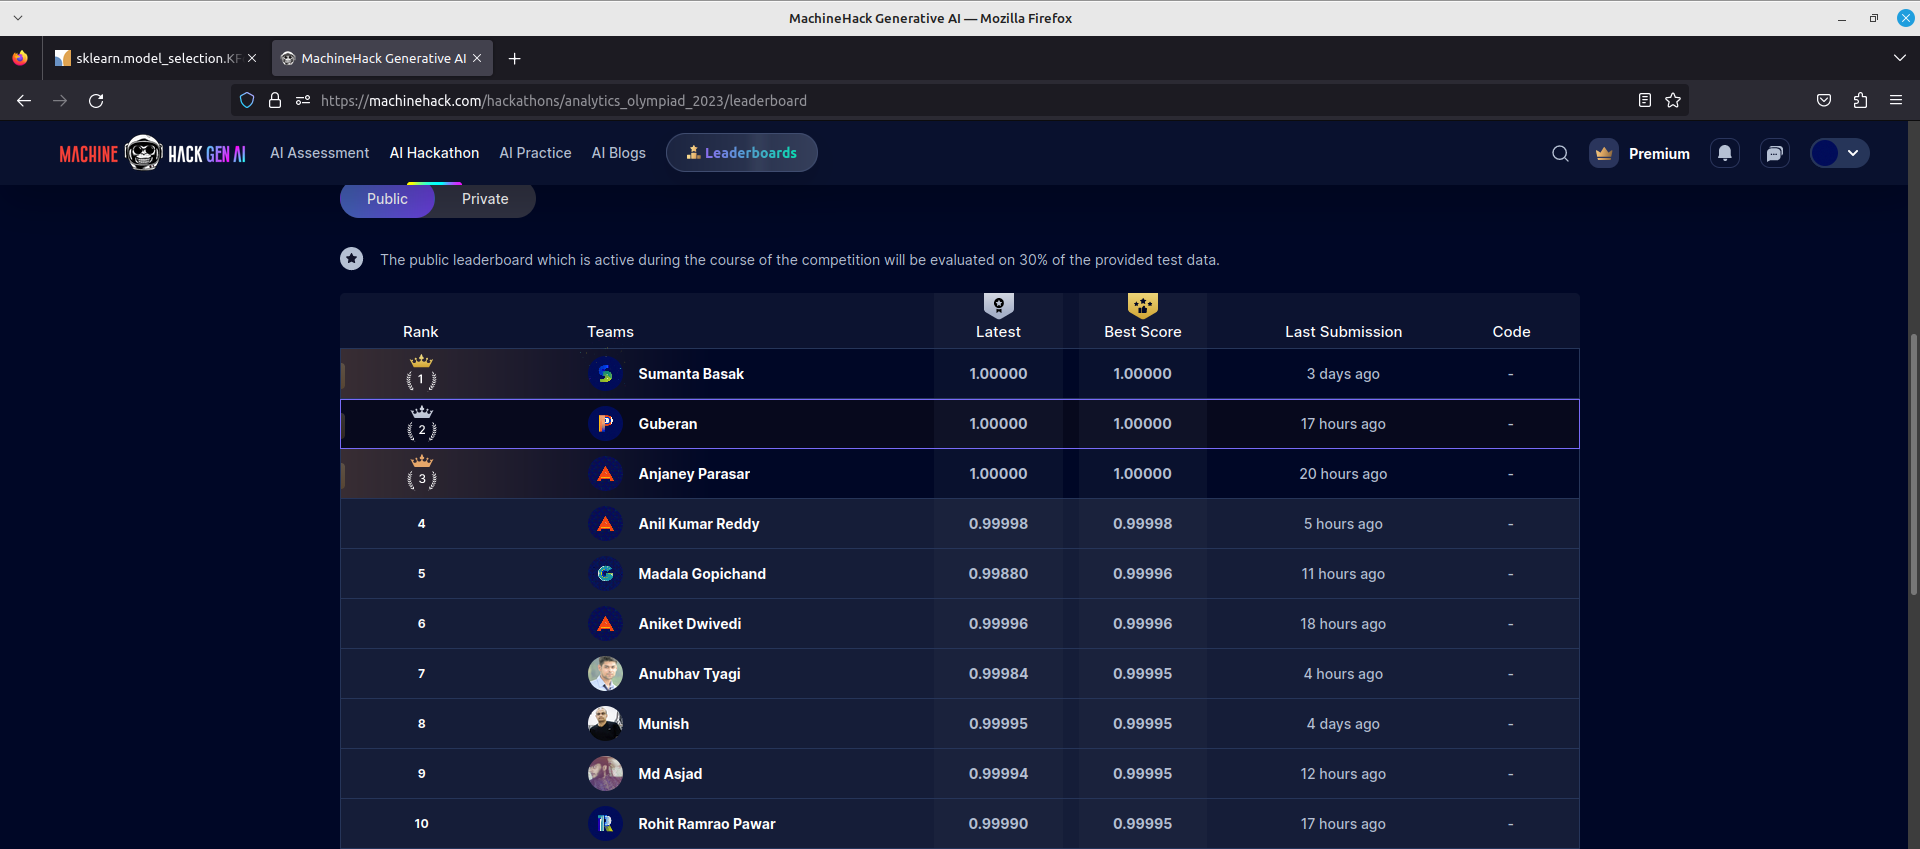 MachineHack Generative AI — Mozilla Firefox
sklearn.model_selection.KF
MachineHack Generative AI
https://machinehack.com/hackathons/analytics_olympiad_2023/leaderboard
MACHINE HACK GEN AI AI Assessment AI Hackathon AI Practice AI Blogs Leaderboards Premium
Public Private
The public leaderboard which is active during the course of the competition will be evaluated on 30% of the provided test data.
Rank Teams Latest Best Score Last Submission Code
1 Sumanta Basak 1.00000 1.00000 3 days ago -
2 Guberan 1.00000 1.00000 17 hours ago -
3 Anjaney Parasar 1.00000 1.00000 20 hours ago -
4 Anil Kumar Reddy 0.99998 0.99998 5 hours ago -
5 Madala Gopichand 0.99880 0.99996 11 hours ago -
6 Aniket Dwivedi 0.99996 0.99996 18 hours ago -
7 Anubhav Tyagi 0.99984 0.99995 4 hours ago -
8 Munish 0.99995 0.99995 4 days ago -
9 Md Asjad 0.99994 0.99995 12 hours ago -
10 Rohit Ramrao Pawar 0.99990 0.99995 17 hours ago -